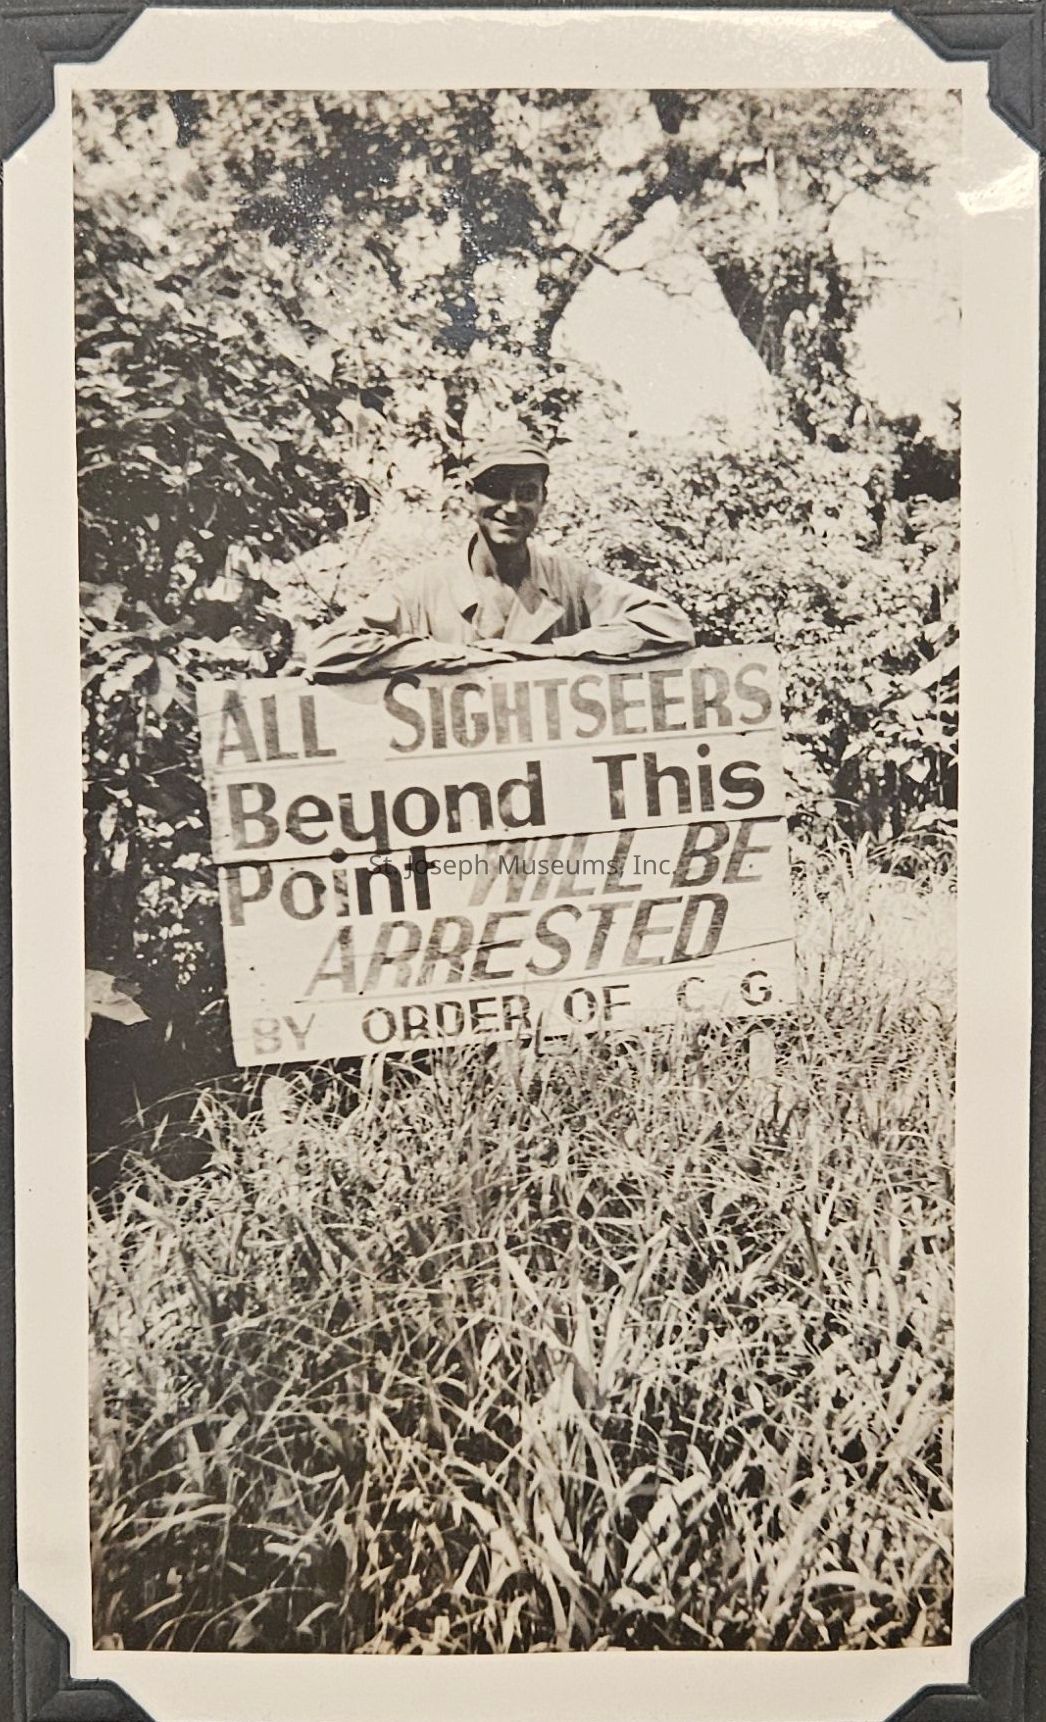 ALL SIGHTSEERS
Beyond This
Point WILL BE
ARRESTED
BY ORDER OF C. G.
St. Joseph Museums, Inc.